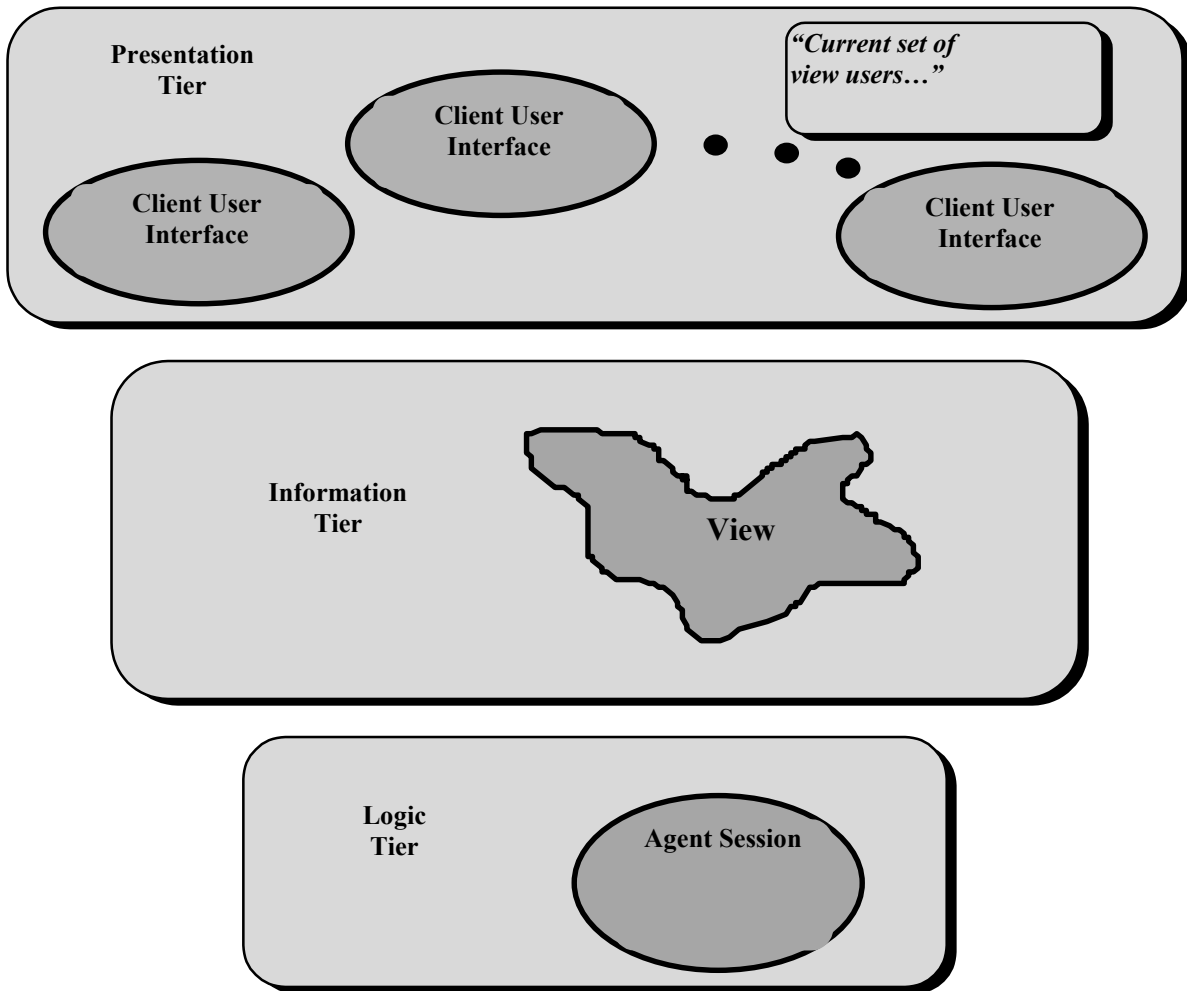 Presentation
Tier
“Current set of
view users…”
Client User
Interface
Client User
Interface
Client User
Interface
Information
Tier
View
Logic
Tier
Agent Session